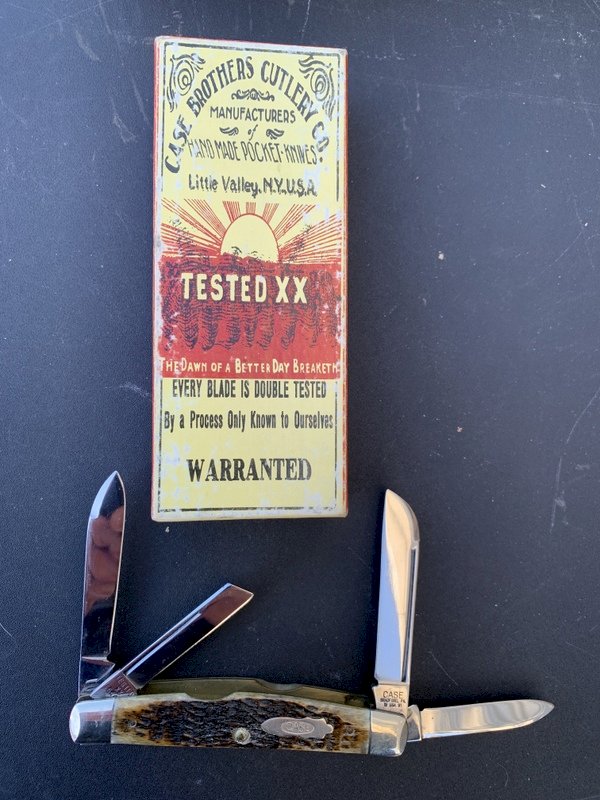 CASE BROTHERS CUTLERY CO.
MANUFACTURERS
of
HAND MADE POCKET-KNIVES
Little Valley, N.Y. U.S.A
TESTED XX
THE DAWN OF A BETTER DAY BREAKETH
EVERY BLADE IS DOUBLE TESTED
By a Process Only Known to Ourselves
WARRANTED
CASE
CASE